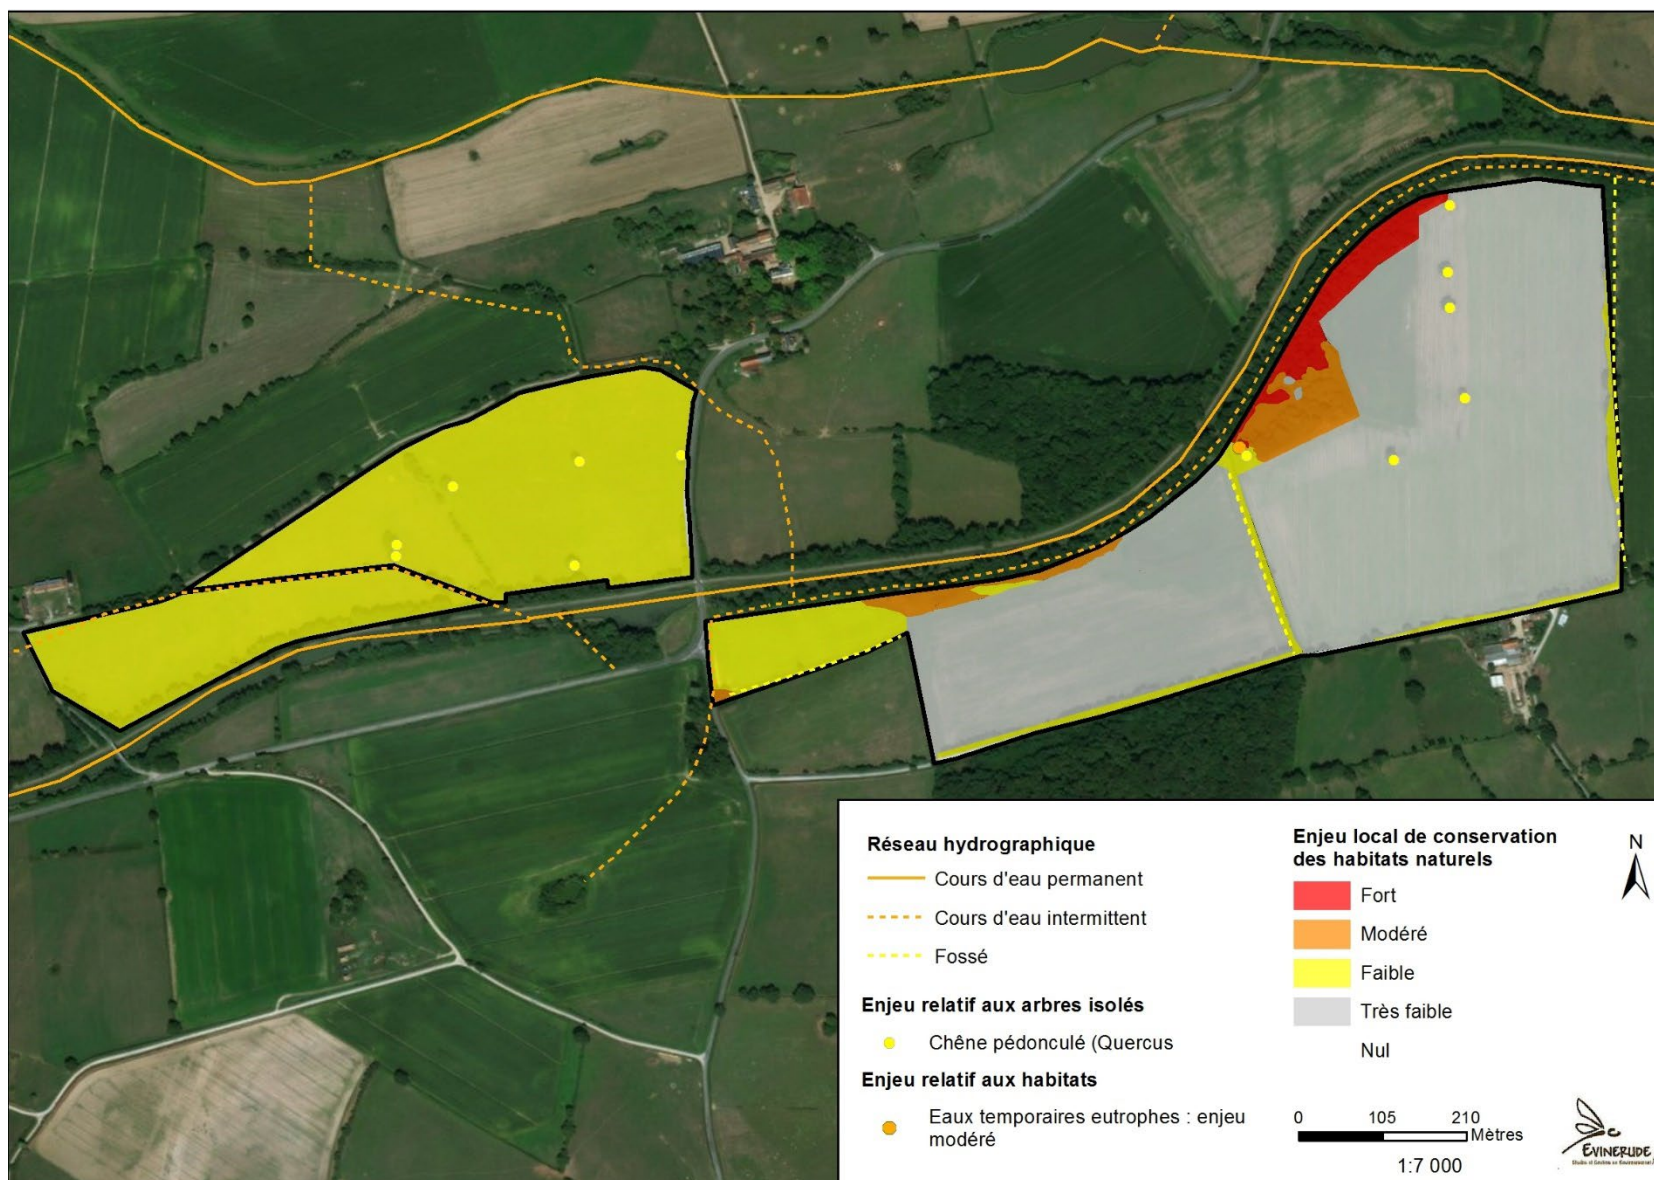 Réseau hydrographique
Cours d'eau permanent
Cours d'eau intermittent
Fossé
Enjeu relatif aux arbres isolés
Chêne pédonculé (Quercus
Enjeu relatif aux habitats
Eaux temporaires eutrophes : enjeu
modéré
Enjeu local de conservation
des habitats naturels
Fort
Modéré
Faible
Très faible
Nul
N
0 105 210
Mètres
1:7 000
EVINERUDE